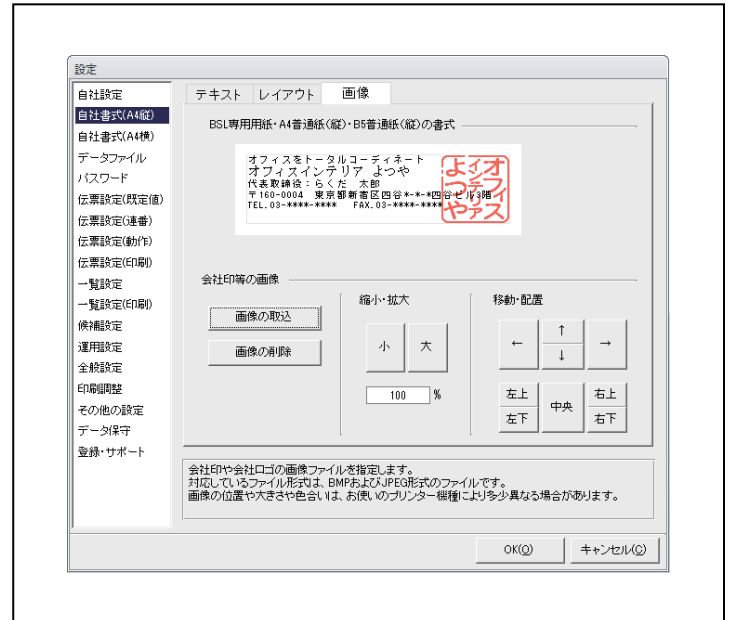 設定
自社設定
自社書式(A4縦)
自社書式(A4横)
データファイル
パスワード
伝票設定(既定値)
伝票設定(連番)
伝票設定(動作)
伝票設定(印刷)
一覧設定
一覧設定(印刷)
候補設定
運用設定
全般設定
印刷調整
その他の設定
データ保守
登録・サポート
テキスト レイアウト 画像
BSL専用用紙・A4普通紙(縦)・B5普通紙(縦)の書式
オフィスをトータルコーディネート
オフィスインテリア よつや
代表取締役：らくだ 太郎
〒160-0004 東京都新宿区四谷*-*-*四谷ビル3階
TEL.03-****-**** FAX.03-****-****
オフィスインテリアよつや
会社印等の画像
画像の取込
画像の削除
縮小・拡大
小 大
100 %
移動・配置
← ↑ ↓ →
左上 中央 右上
左下 右下
会社印や会社ロゴの画像ファイルを指定します。
対応しているファイル形式は、BMPおよびJPEG形式のファイルです。
画像の位置や大きさや色合いは、お使いのプリンター機種により多少異なる場合があります。
OK(O) キャンセル(C)